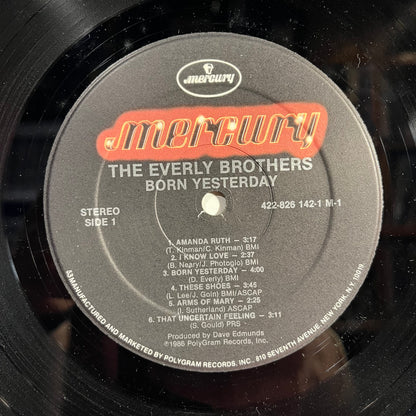 mercury
mercury
THE EVERLY BROTHERS
BORN YESTERDAY
STEREO
SIDE 1
422-826 142-1 M-1
1. AMANDA RUTH – 3:17
(T. Kinman/C. Kinman) BMI
2. I KNOW LOVE – 2:37
(B. Neary/J. Photoglo) BMI
3. BORN YESTERDAY – 4:00
(D. Everly) BMI
4. THESE SHOES – 3:45
(L. Lee/J. Goin) BMI/ASCAP
5. ARMS OF MARY – 2:25
(I. Sutherland) ASCAP
6. THAT UNCERTAIN FEELING – 3:11
(S. Gould) PRS
Produced by Dave Edmunds
℗1986 PolyGram Records, Inc.
53 MANUFACTURED AND MARKETED BY POLYGRAM RECORDS, INC. 810 SEVENTH AVENUE, NEW YORK, N.Y. 10019.